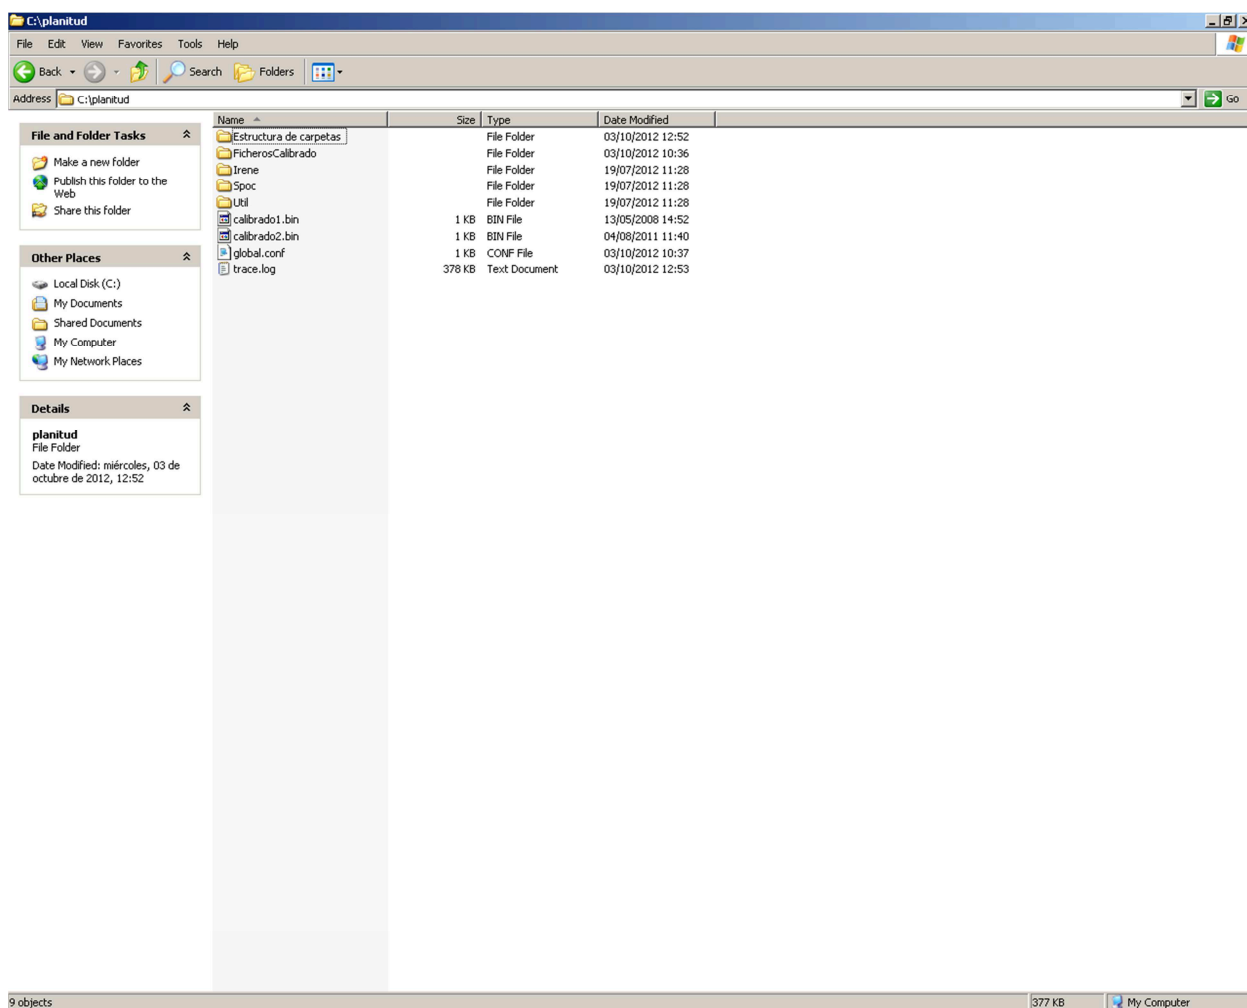 C:\planitud
File Edit View Favorites Tools Help
Back Search Folders
Address C:\planitud Go
File and Folder Tasks
Make a new folder
Publish this folder to the
Web
Share this folder
Other Places
Local Disk (C:)
My Documents
Shared Documents
My Computer
My Network Places
Details
planitud
File Folder
Date Modified: miércoles, 03 de
octubre de 2012, 12:52
Name Size Type Date Modified
Estructura de carpetas File Folder 03/10/2012 12:52
FicherosCalibrado File Folder 03/10/2012 10:36
Irene File Folder 19/07/2012 11:28
Spoc File Folder 19/07/2012 11:28
Util File Folder 19/07/2012 11:28
calibrado1.bin 1 KB BIN File 13/05/2008 14:52
calibrado2.bin 1 KB BIN File 04/08/2011 11:40
global.conf 1 KB CONF File 03/10/2012 10:37
trace.log 378 KB Text Document 03/10/2012 12:53
9 objects 377 KB My Computer